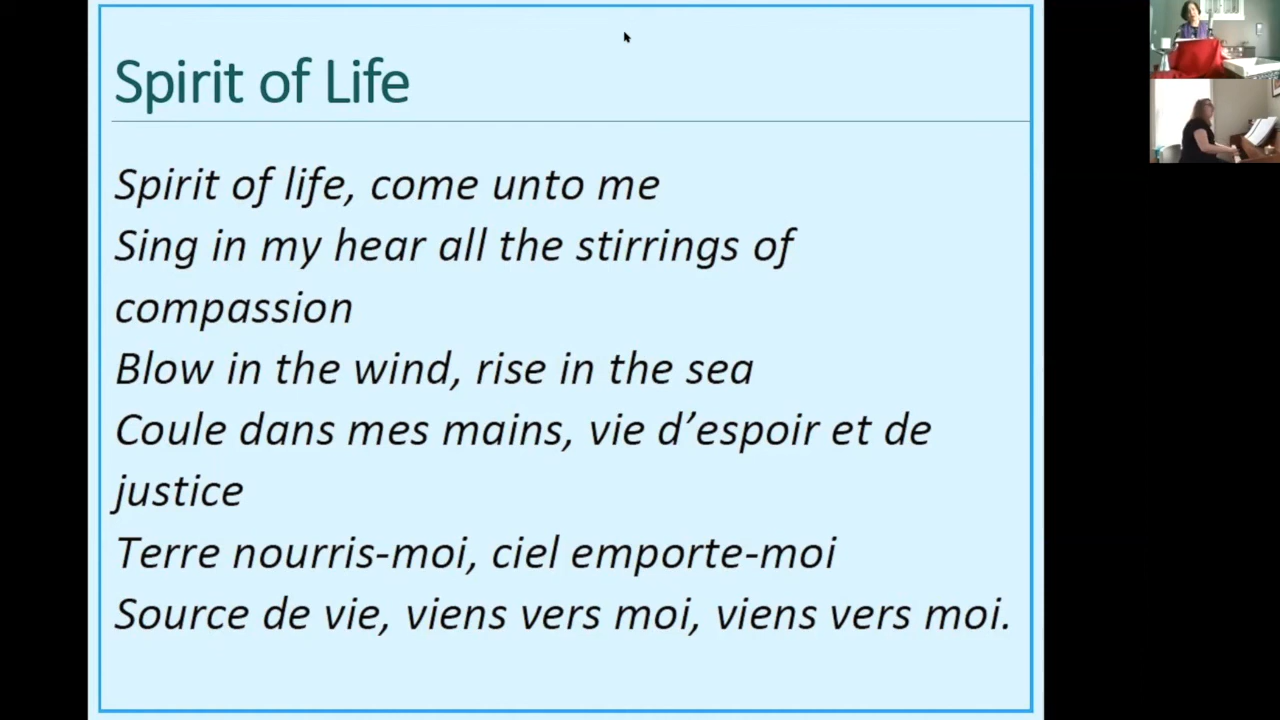 Spirit of Life
Spirit of life, come unto me
Sing in my hear all the stirrings of
compassion
Blow in the wind, rise in the sea
Coule dans mes mains, vie d’espoir et de
justice
Terre nourris-moi, ciel emporte-moi
Source de vie, viens vers moi, viens vers moi.